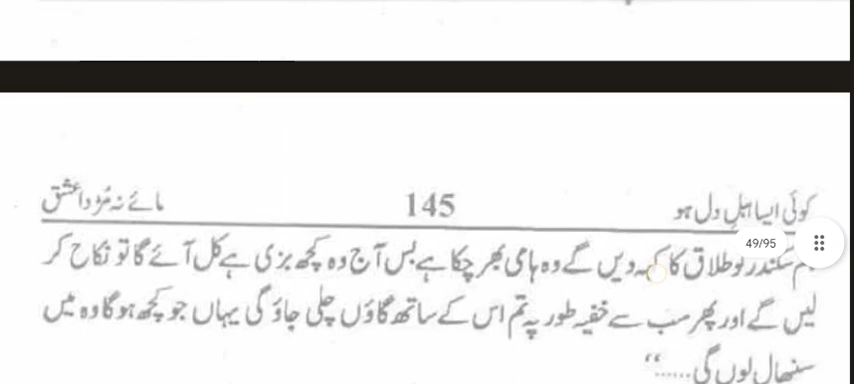 کوئی ایسا اہلِ دل ہو 145 مائے نہ مُڑ دا عشق
49/95
ہم سکندر کو طلاق کا کہہ دیں گے وہ ہامی بھر چکا ہے بس آج وہ کچھ بزی ہے کل آئے گا تو نکاح کر
لیں گے اور پھر سب سے خفیہ طور پہ تم اس کے ساتھ گاؤں چلی جاؤ گی یہاں جو کچھ ہو گا وہ میں
سنبھال لوں گی......“